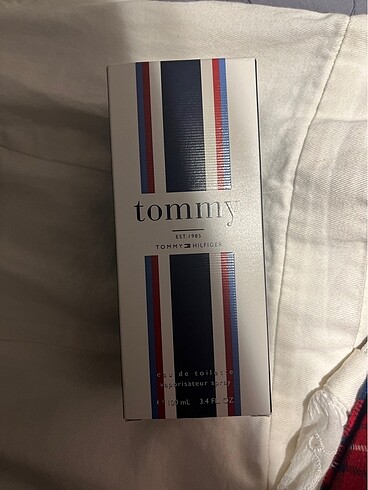 tommy
EST. 1985
TOMMY HILFIGER
eau de toilette
vaporisateur spray
e 100 mL 3.4 FL. OZ.